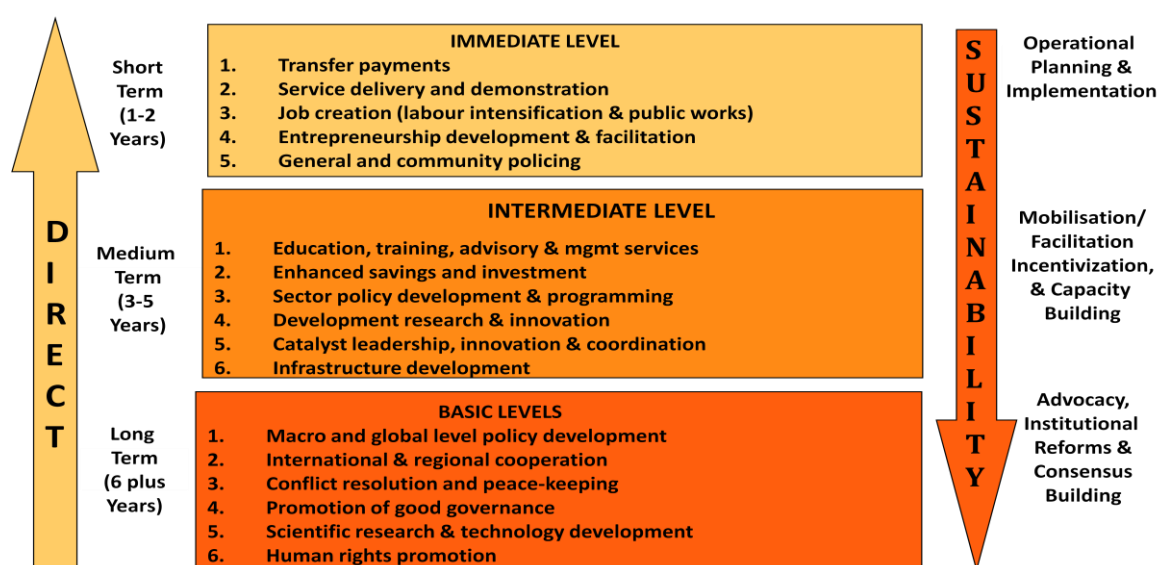 DIRECT
Short
Term
(1-2
Years)
IMMEDIATE LEVEL
1. Transfer payments
2. Service delivery and demonstration
3. Job creation (labour intensification & public works)
4. Entrepreneurship development & facilitation
5. General and community policing
Operational
Planning &
Implementation
SUSTAINABILITY
Medium
Term
(3-5
Years)
INTERMEDIATE LEVEL
1. Education, training, advisory & mgmt services
2. Enhanced savings and investment
3. Sector policy development & programming
4. Development research & innovation
5. Catalyst leadership, innovation & coordination
6. Infrastructure development
Mobilisation/
Facilitation
Incentivization,
& Capacity
Building
Long
Term
(6 plus
Years)
BASIC LEVELS
1. Macro and global level policy development
2. International & regional cooperation
3. Conflict resolution and peace-keeping
4. Promotion of good governance
5. Scientific research & technology development
6. Human rights promotion
Advocacy,
Institutional
Reforms &
Consensus
Building